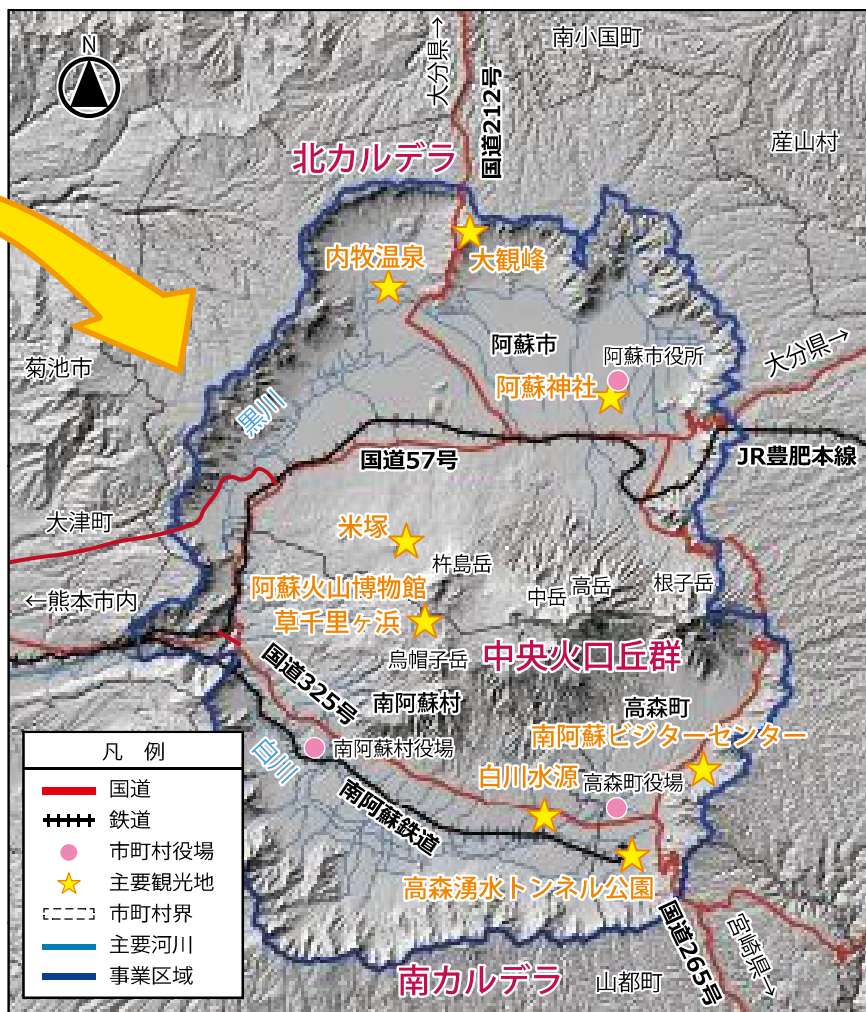 N
大分県→
南小国町
国道212号
産山村
北カルデラ
内牧温泉
大観峰
阿蘇市
阿蘇市役所
大分県→
菊池市
阿蘇神社
黒川
国道57号
JR豊肥本線
大津町
米塚
杵島岳
阿蘇火山博物館
中岳
高岳
根子岳
←熊本市内
草千里ヶ浜
烏帽子岳
中央火口丘群
国道325号
南阿蘇村
高森町
南阿蘇ビジターセンター
南阿蘇村役場
白川
白川水源
高森町役場
南阿蘇鉄道
高森湧水トンネル公園
国道265号
宮崎県→
南カルデラ
山都町
凡 例
国道
鉄道
市町村役場
主要観光地
市町村界
主要河川
事業区域